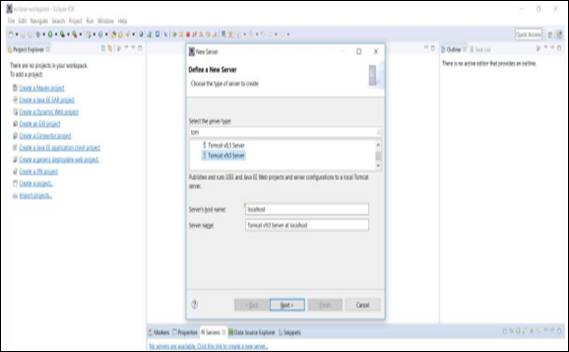 eclipse-workspace - Eclipse IDE
File Edit Navigate Search Project Run Window Help
Quick Access
Project Explorer
There are no projects in your workspace.
To add a project:
Create a Maven project
Create a Java EE EAR project
Create a Dynamic Web project
Create an EJB project
Create a Connector project
Create a Java EE application client project
Create a generic deployable web project
Create a JPA project
Create a project...
Import projects...
New Server
Define a New Server
Choose the type of server to create
Select the server type:
tom
Tomcat v8.5 Server
Tomcat v9.0 Server
Publishes and runs J2EE and Java EE Web projects and server configurations to a local Tomcat
server.
Server's host name: localhost
Server name: Tomcat v9.0 Server at localhost
< Back Next > Finish Cancel
Outline Task List
There is no active editor that provides an outline.
Markers Properties Servers Data Source Explorer Snippets
No servers are available. Click this link to create a new server...